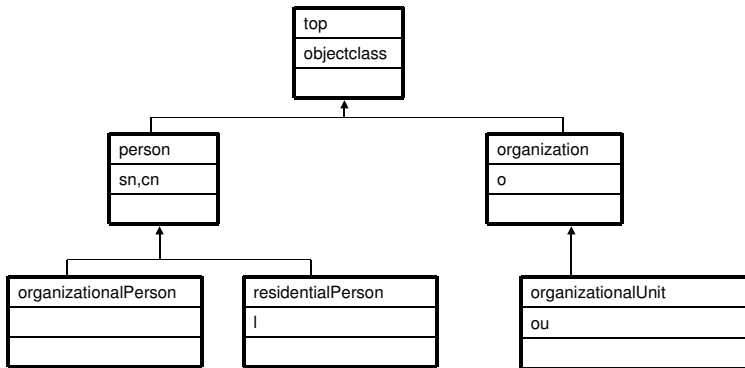 top
objectclass
person
sn,cn
organization
o
organizationalPerson
residentialPerson
l
organizationalUnit
ou